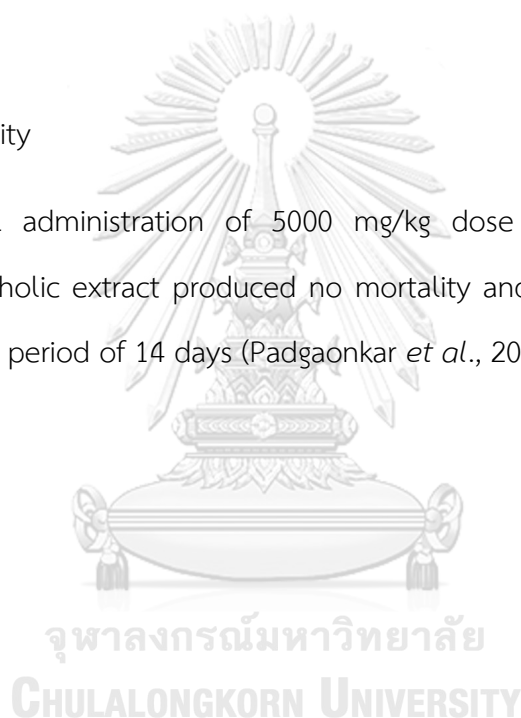 ity
administration of 5000 mg/kg dose
holic extract produced no mortality and
period of 14 days (Padgaonkar et al., 20
จุฬาลงกรณ์มหาวิทยาลัย
CHULALONGKORN UNIVERSITY